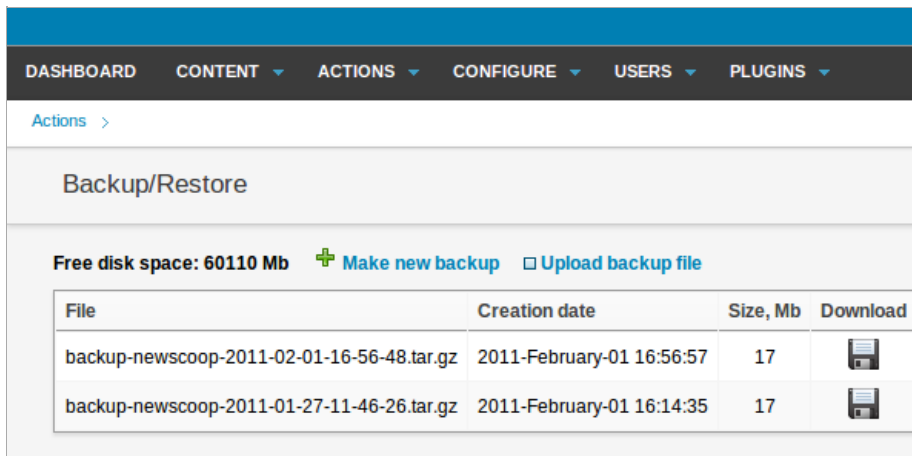 DASHBOARD CONTENT ACTIONS CONFIGURE USERS PLUGINS
Actions >
Backup/Restore
Free disk space: 60110 Mb Make new backup Upload backup file
File Creation date Size, Mb Download
backup-newscoop-2011-02-01-16-56-48.tar.gz 2011-February-01 16:56:57 17
backup-newscoop-2011-01-27-11-46-26.tar.gz 2011-February-01 16:14:35 17